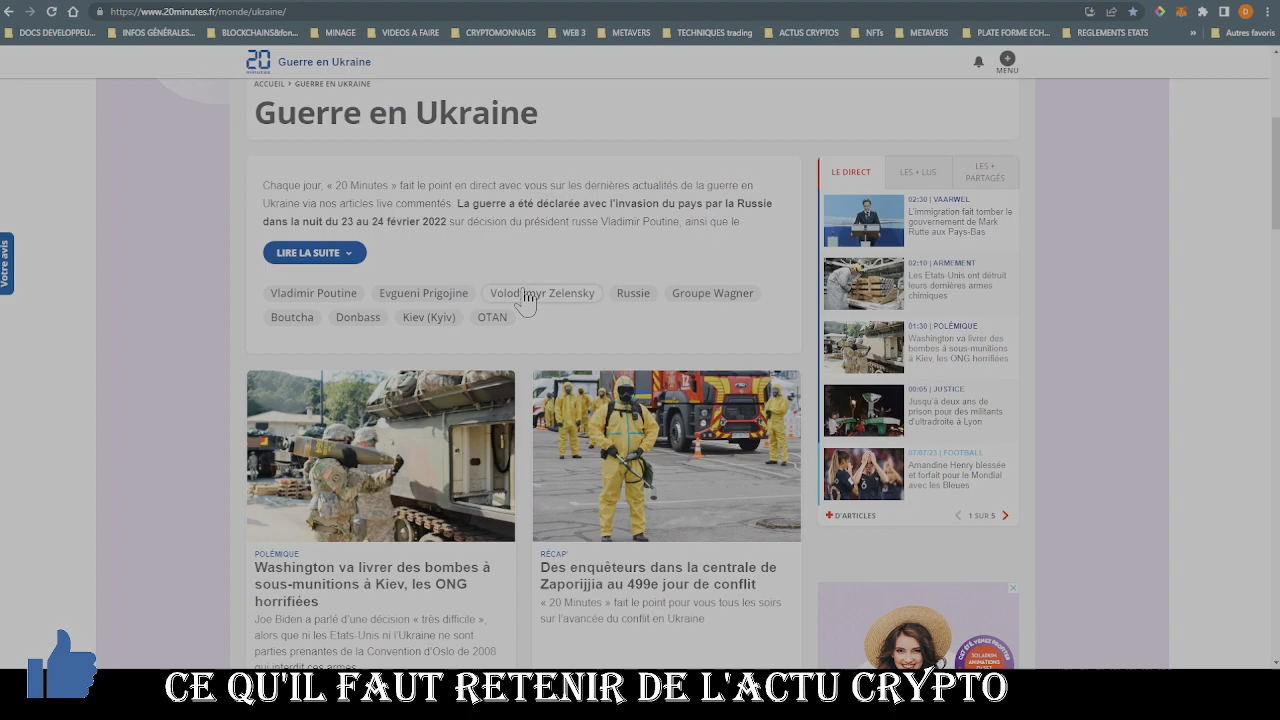 https://www.20minutes.fr/monde/ukraine/
DOCS DEVELOPPEU...
INFOS GÉNÉRALES...
BLOCKCHAINS&fon...
MINAGE
VIDEOS A FAIRE
CRYPTOMONNAIES
WEB 3
METAVERS
TECHNIQUES trading
ACTUS CRYPTOS
NFTs
METAVERS
PLATE FORME ECH...
REGLEMENTS ETATS
»
Autres favoris
20 MINUTES
Guerre en Ukraine
MENU
ACCUEIL > GUERRE EN UKRAINE
Guerre en Ukraine
Votre avis
Chaque jour, « 20 Minutes » fait le point en direct avec vous sur les dernières actualités de la guerre en
Ukraine via nos articles live commentés. La guerre a été déclarée avec l'invasion du pays par la Russie
dans la nuit du 23 au 24 février 2022 sur décision du président russe Vladimir Poutine, ainsi que le
LIRE LA SUITE
Vladimir Poutine
Evgueni Prigojine
Volodymyr Zelensky
Russie
Groupe Wagner
Boutcha
Donbass
Kiev (Kyiv)
OTAN
POLÉMIQUE
Washington va livrer des bombes à
sous-munitions à Kiev, les ONG
horrifiées
Joe Biden a parlé d'une décision « très difficile »,
alors que ni les Etats-Unis ni l'Ukraine ne sont
parties prenantes de la Convention d'Oslo de 2008
qui interdit ces armes
RÉCAP'
Des enquêteurs dans la centrale de
Zaporijjia au 499e jour de conflit
« 20 Minutes » fait le point pour vous tous les soirs
sur l'avancée du conflit en Ukraine
LE DIRECT
LES + LUS
LES +
PARTAGÉS
02:30 | VAARWEL
L'immigration fait tomber le
gouvernement de Mark
Rutte aux Pays-Bas
02:10 | ARMEMENT
Les Etats-Unis ont détruit
leurs dernières armes
chimiques
01:30 | POLÉMIQUE
Washington va livrer des
bombes à sous-munitions
à Kiev, les ONG horrifiées
00:05 | JUSTICE
Jusqu'à deux ans de
prison pour des militants
d'ultradroite à Lyon
07/07/23 | FOOTBALL
Amandine Henry blessée
et forfait pour le Mondial
avec les Bleues
+ D'ARTICLES
1 SUR 5
CE QU'IL FAUT RETENIR DE L'ACTU CRYPTO